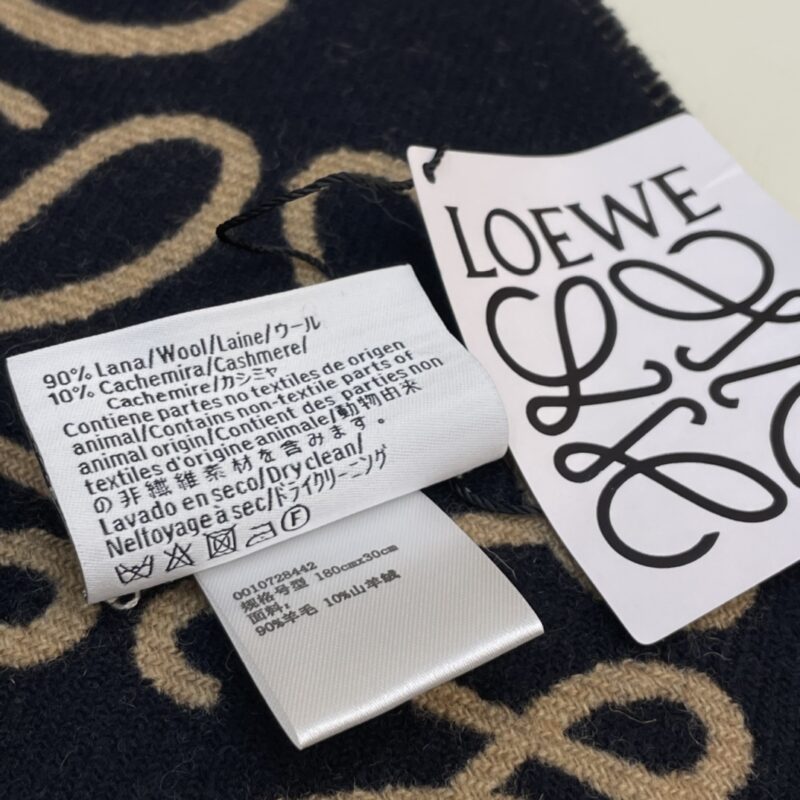 LOEWE
90% Lana/Wool/Laine/ウール
10% Cachemira/Cashmere/
Cachemire/カシミャ
Contiene partes no textiles de origen
animal/Contains non-textile parts of
animal origin/Contient des parties non
textiles d'origine animale/動物由来
の非繊維素材を含みます。
Lavado en seco/Dry clean/
Nettoyage à sec/ドライクリーニング
F
0010728442
规格号型 180cmx30cm
面料:
90%羊毛 10%山羊绒